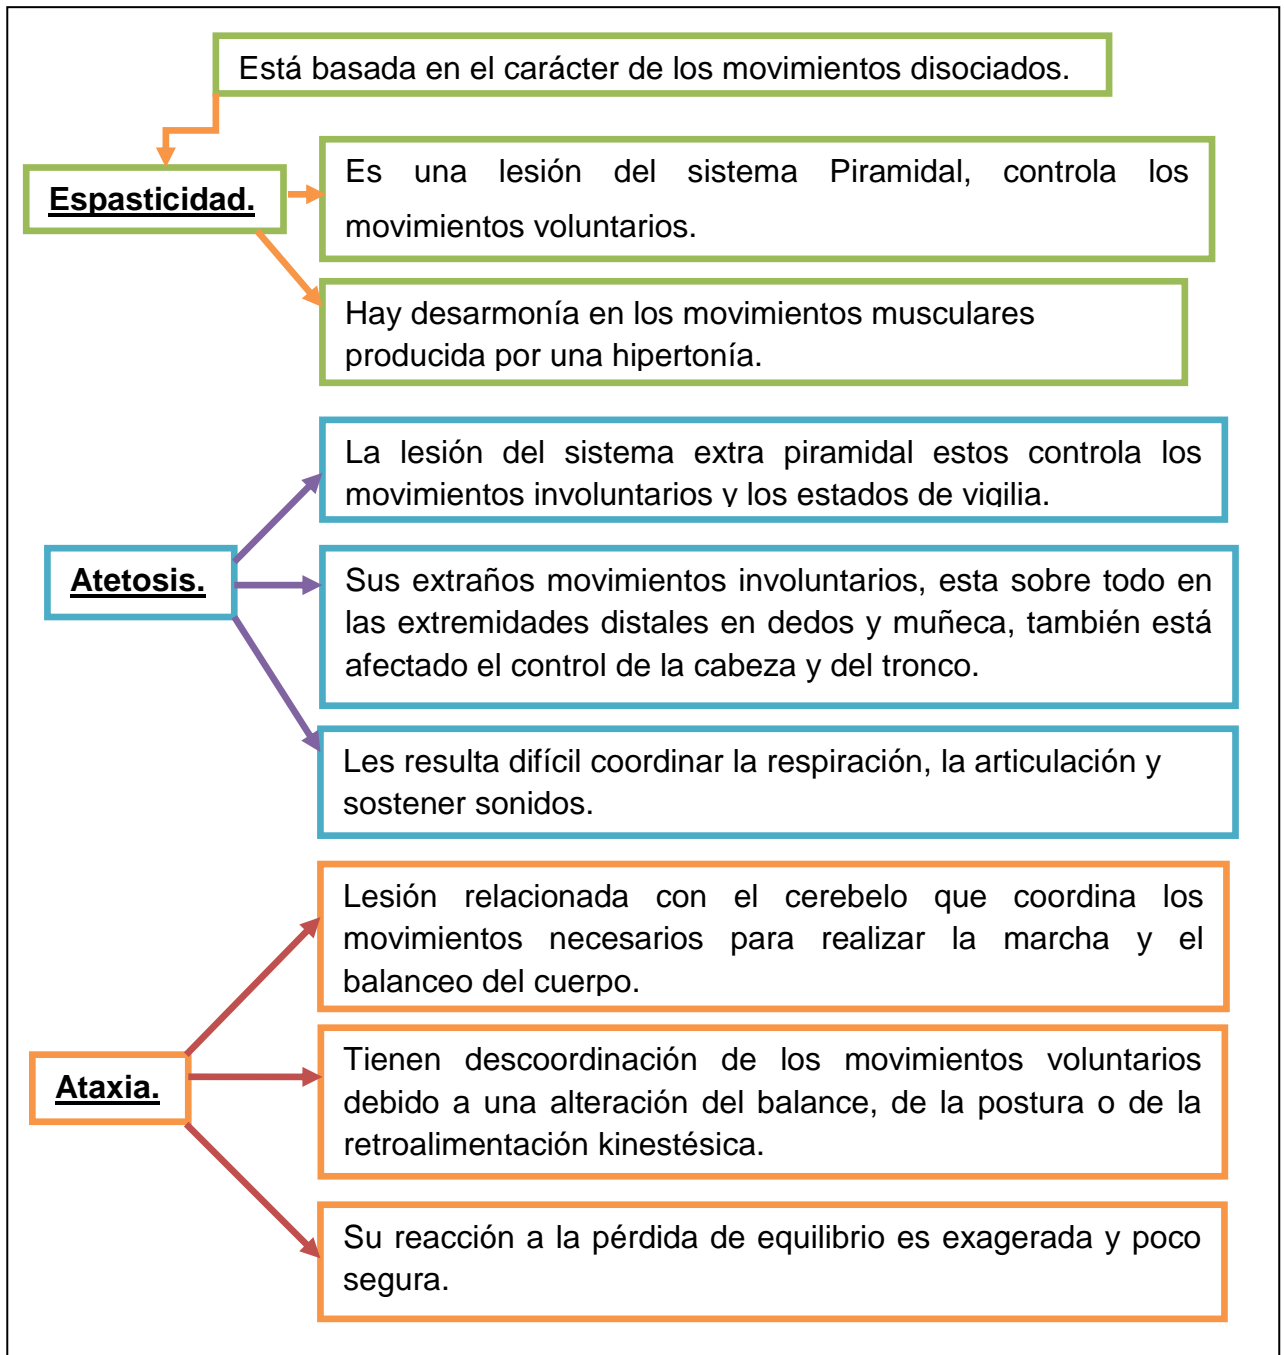 Está basada en el carácter de los movimientos disociados.
Espasticidad.
Es una lesión del sistema Piramidal, controla los
movimientos voluntarios.
Hay desarmonía en los movimientos musculares
producida por una hipertonía.
La lesión del sistema extra piramidal estos controla los
movimientos involuntarios y los estados de vigilia.
Atetosis.
Sus extraños movimientos involuntarios, esta sobre todo en
las extremidades distales en dedos y muñeca, también está
afectado el control de la cabeza y del tronco.
Les resulta difícil coordinar la respiración, la articulación y
sostener sonidos.
Lesión relacionada con el cerebelo que coordina los
movimientos necesarios para realizar la marcha y el
balanceo del cuerpo.
Ataxia.
Tienen descoordinación de los movimientos voluntarios
debido a una alteración del balance, de la postura o de la
retroalimentación kinestésica.
Su reacción a la pérdida de equilibrio es exagerada y poco
segura.